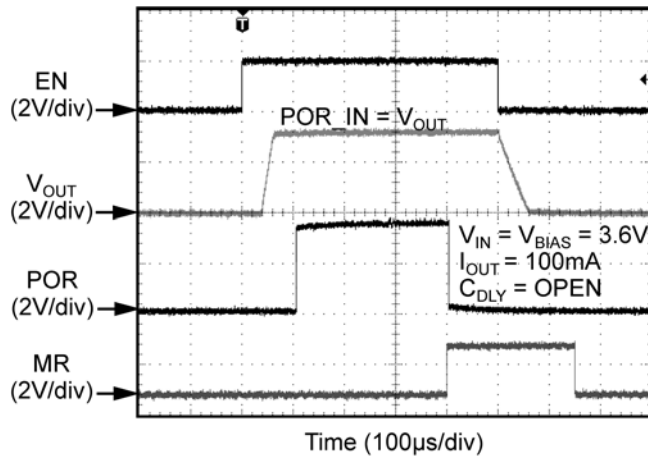 T
EN
(2V/div)
POR_IN = VOUT
VOUT
(2V/div)
VIN = VBIAS = 3.6V
IOUT = 100mA
CDLY = OPEN
POR
(2V/div)
MR
(2V/div)
Time (100µs/div)